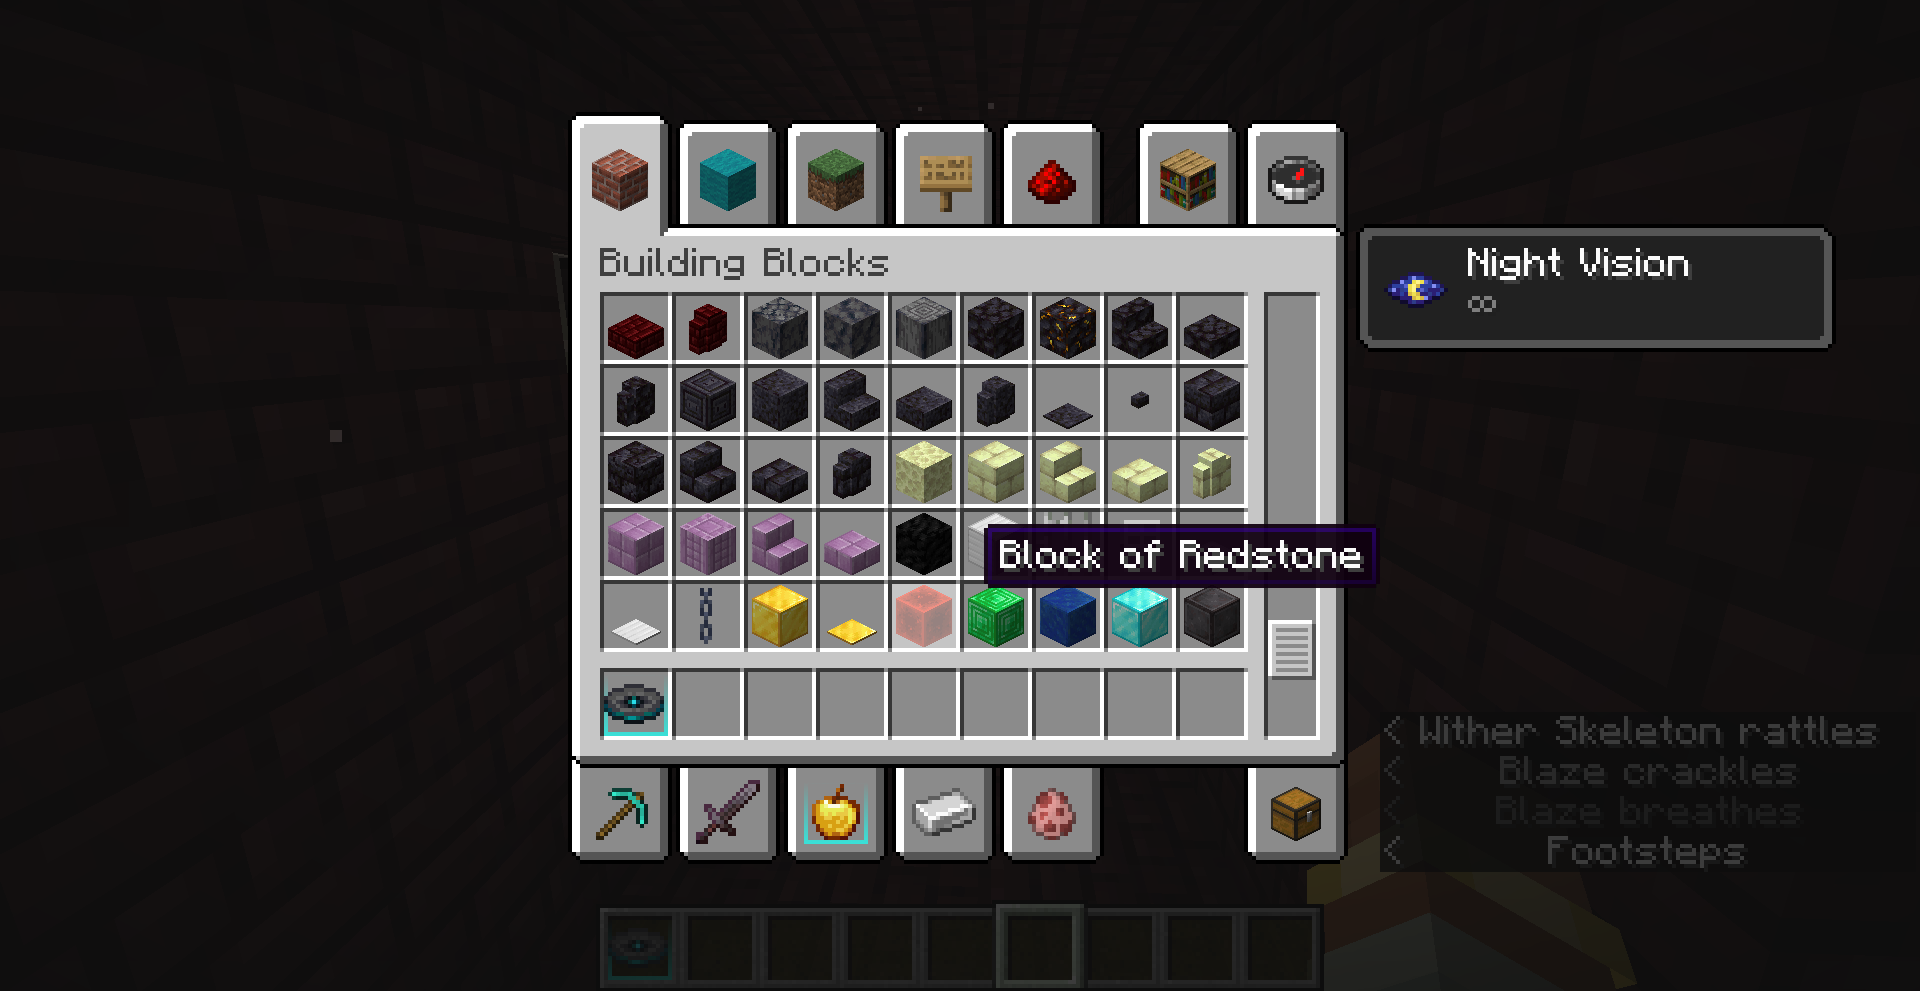 Building Blocks
Night Vision
∞
Block of Redstone
< Wither Skeleton rattles
< Blaze crackles
< Blaze breathes
< Footsteps